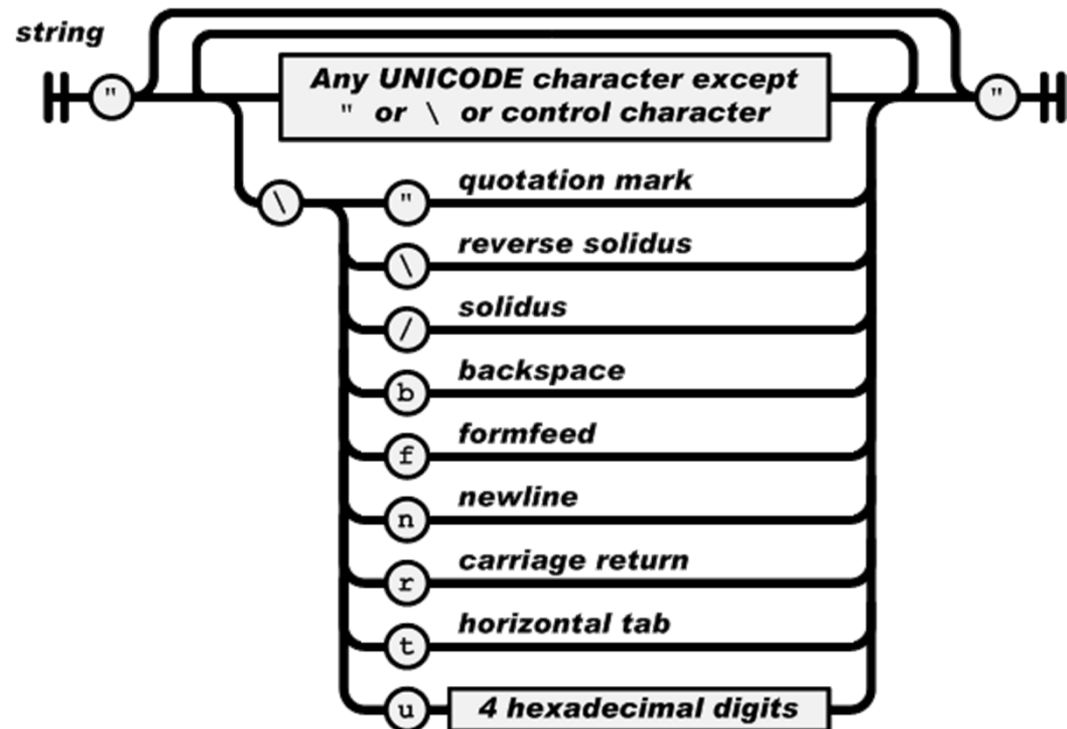 string
" Any UNICODE character except "
" or \ or control character
\ " quotation mark
\ reverse solidus
/ solidus
b backspace
f formfeed
n newline
r carriage return
t horizontal tab
u 4 hexadecimal digits